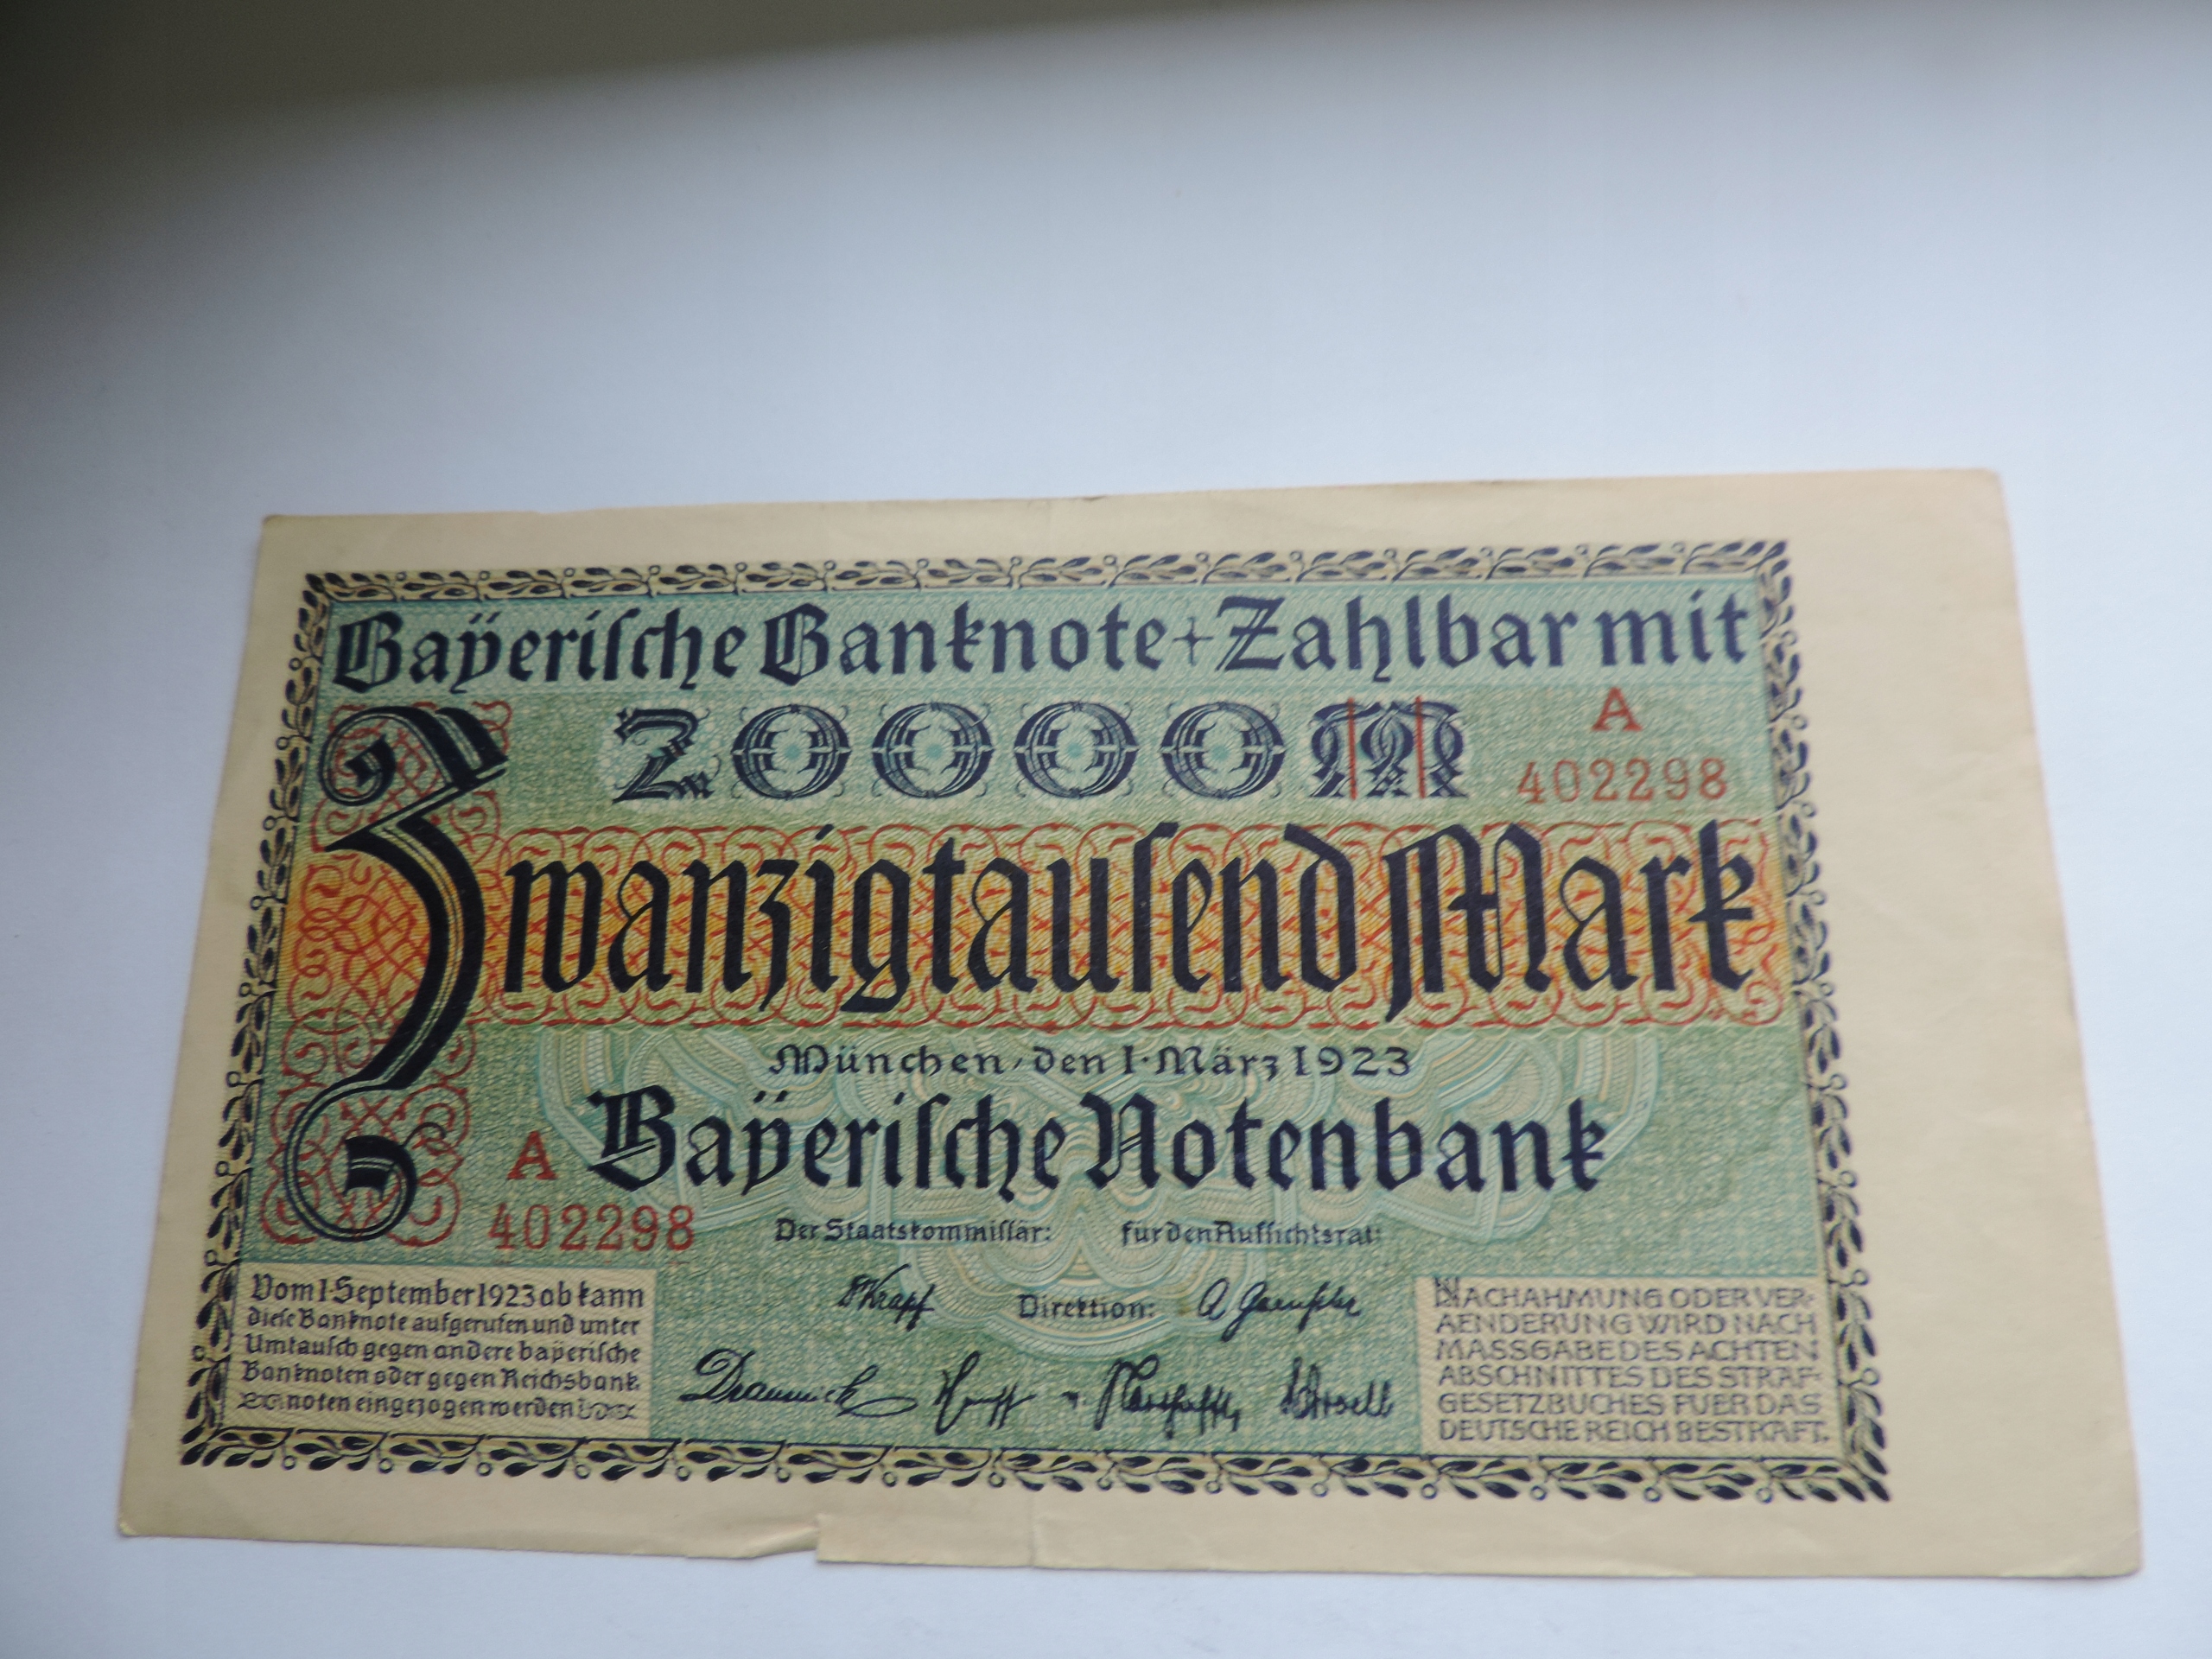 Baÿeriſche Banknote + Zahlbar mit
20000 M
A
402298
Zwanzigtauſend Mark
München, den 1. März 1923
Baÿeriſche Notenbank
A
402298
Der Staatskommiſſär: für den Aufſichtsrat:
Direktion:
Vom 1. September 1923 ab kann
dieſe Banknote aufgerufen und unter
Umtauſch gegen andere baÿeriſche
Banknoten oder gegen Reichsbank-
noten eingezogen werden
NACHAHMUNG ODER VER-
AENDERUNG WIRD NACH
MASSGABE DES ACHTEN
ABSCHNITTES DES STRAF-
GESETZBUCHES FUER DAS
DEUTSCHE REICH BESTRAFT.